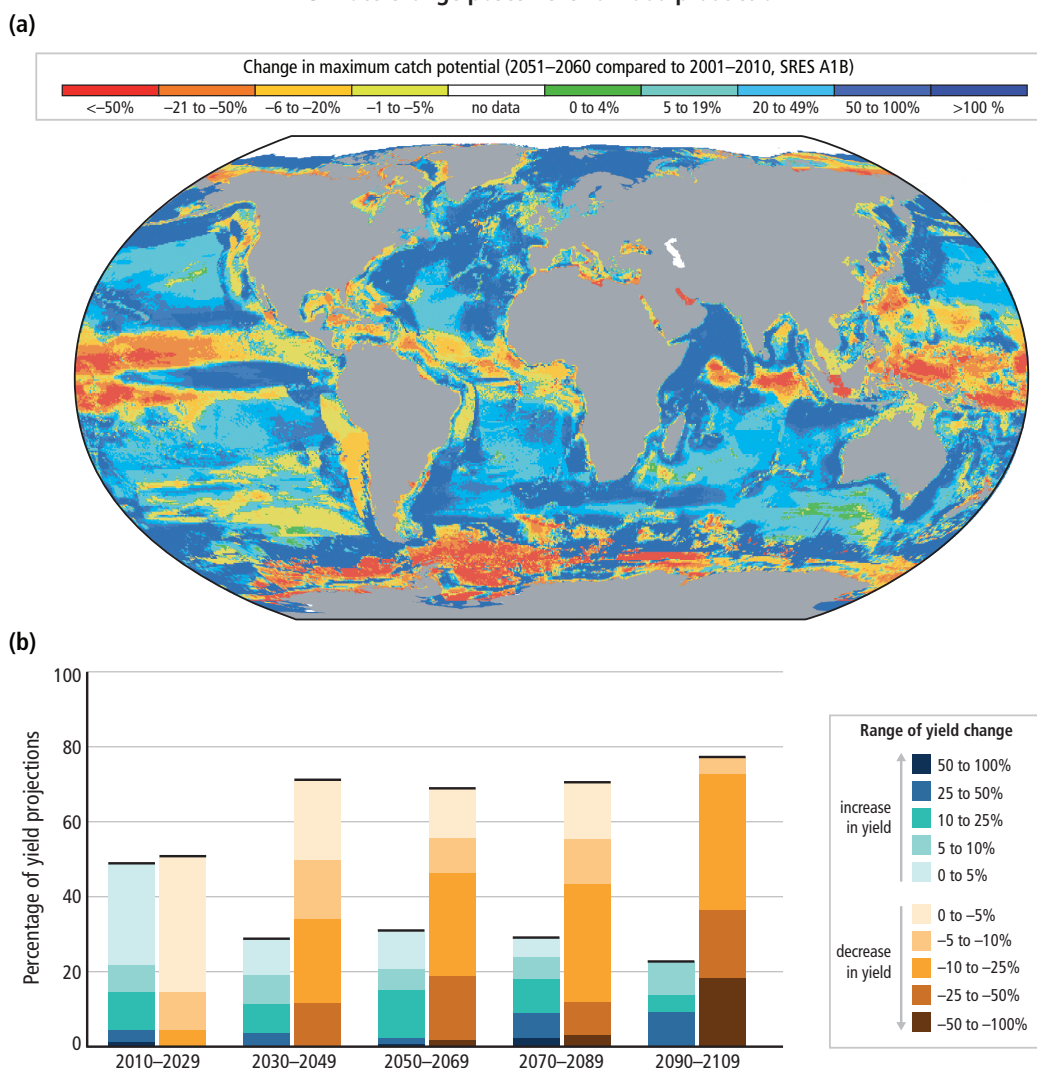 (a)
Change in maximum catch potential (2051–2060 compared to 2001–2010, SRES A1B)
<–50%
–21 to –50%
–6 to –20%
–1 to –5%
no data
0 to 4%
5 to 19%
20 to 49%
50 to 100%
>100 %
(b)
Percentage of yield projections
100
80
60
40
20
0
2010–2029
2030–2049
2050–2069
2070–2089
2090–2109
Range of yield change
increase
in yield
50 to 100%
25 to 50%
10 to 25%
5 to 10%
0 to 5%
decrease
in yield
0 to –5%
–5 to –10%
–10 to –25%
–25 to –50%
–50 to –100%